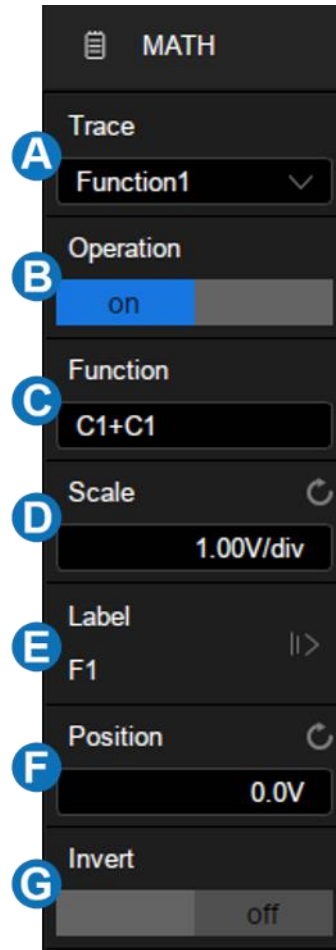 MATH
Trace
A
Function1
Operation
B
on
Function
C
C1+C1
Scale
D
1.00V/div
Label
E
F1
Position
F
0.0V
Invert
G
off